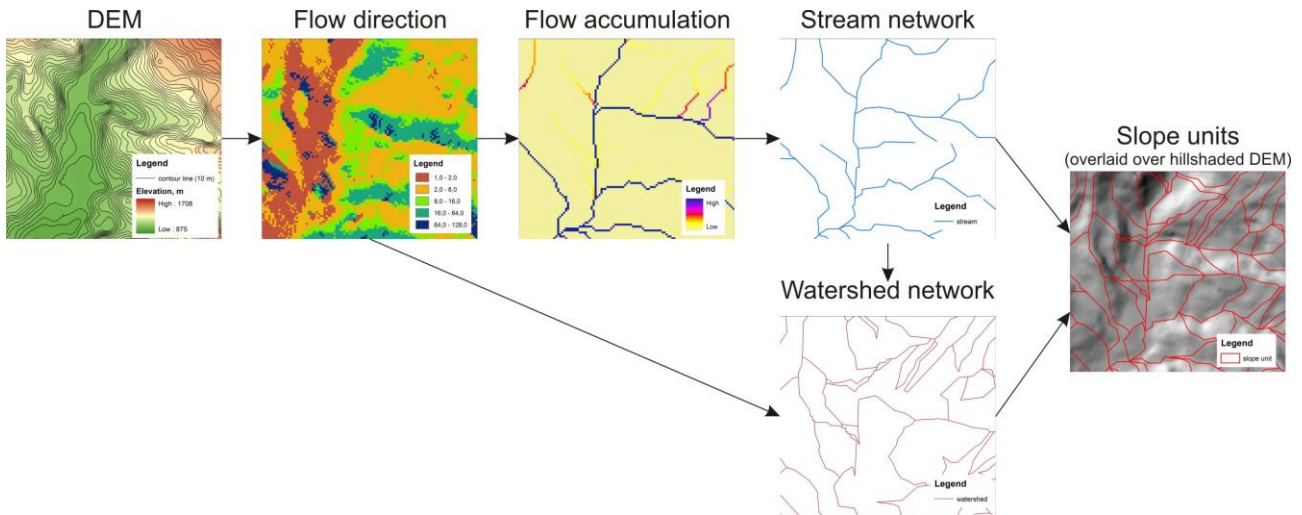 DEM
Legend
contour line (10 m)
Elevation, m
High : 1708
Low : 875
Flow direction
Legend
1,0 - 2,0
2,0 - 8,0
8,0 - 16,0
16,0 - 64,0
64,0 - 128,0
Flow accumulation
Legend
High
Low
Stream network
Legend
stream
Watershed network
Legend
watershed
Slope units
(overlaid over hillshaded DEM)
Legend
slope unit